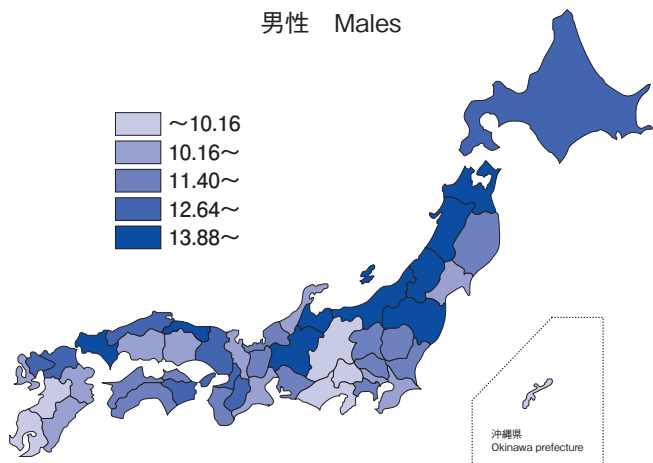 男性 Males
～10.16
10.16～
11.40～
12.64～
13.88～
沖縄県
Okinawa prefecture